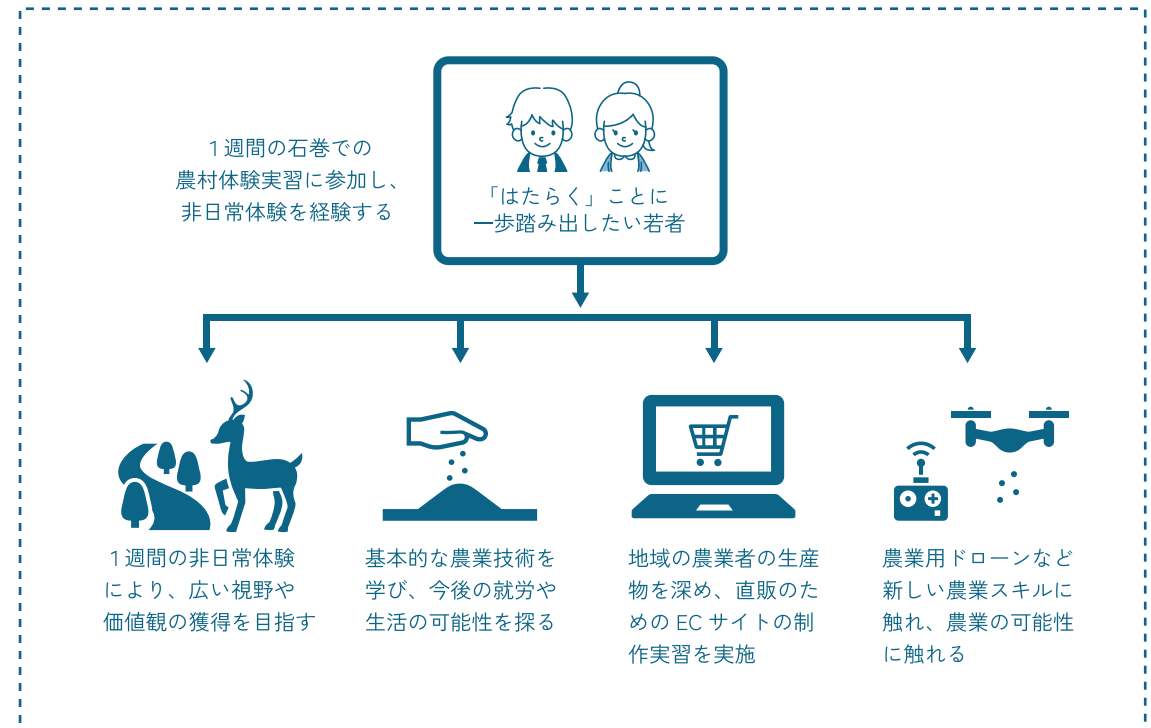 1週間の石巻での
農村体験実習に参加し、
非日常体験を経験する
「はたらく」ことに
一歩踏み出したい若者
1週間の非日常体験
により、広い視野や
価値観の獲得を目指す
基本的な農業技術を
学び、今後の就労や
生活の可能性を探る
地域の農業者の生産
物を深め、直販のた
めの EC サイトの制
作実習を実施
農業用ドローンなど
新しい農業スキルに
触れ、農業の可能性
に触れる